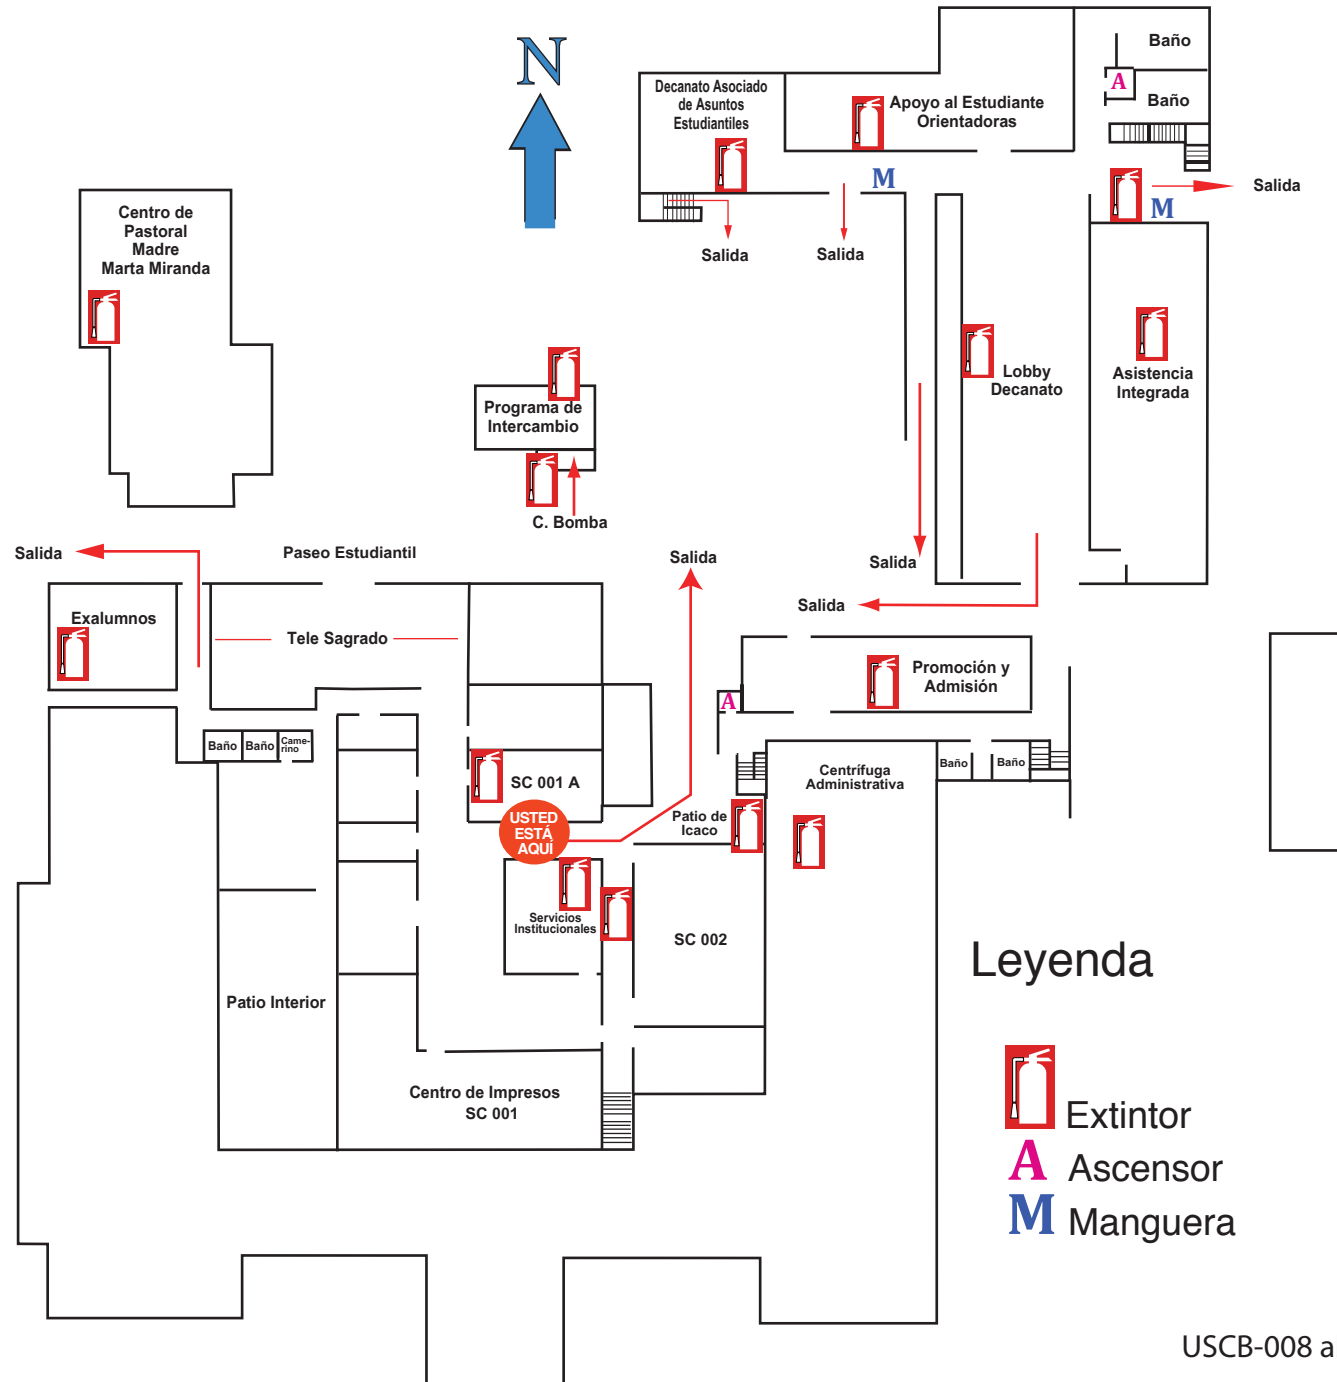 N
Baño
A
Baño
Decanato Asociado
de Asuntos
Estudiantiles
Apoyo al Estudiante
Orientadoras
M
M
Salida
Salida
Salida
Centro de
Pastoral
Madre
Marta Miranda
Lobby
Decanato
Asistencia
Integrada
Programa de
Intercambio
C. Bomba
Salida
Paseo Estudiantil
Salida
Salida
Salida
Exalumnos
Tele Sagrado
Promoción y
Admisión
A
Baño
Baño
Came-
rino
SC 001 A
Centrífuga
Administrativa
Baño
Baño
USTED
ESTÁ
AQUÍ
Patio de
Icaco
Servicios
Institucionales
SC 002
Patio Interior
Centro de Impresos
SC 001
Leyenda
Extintor
A Ascensor
M Manguera
USCB-008 a